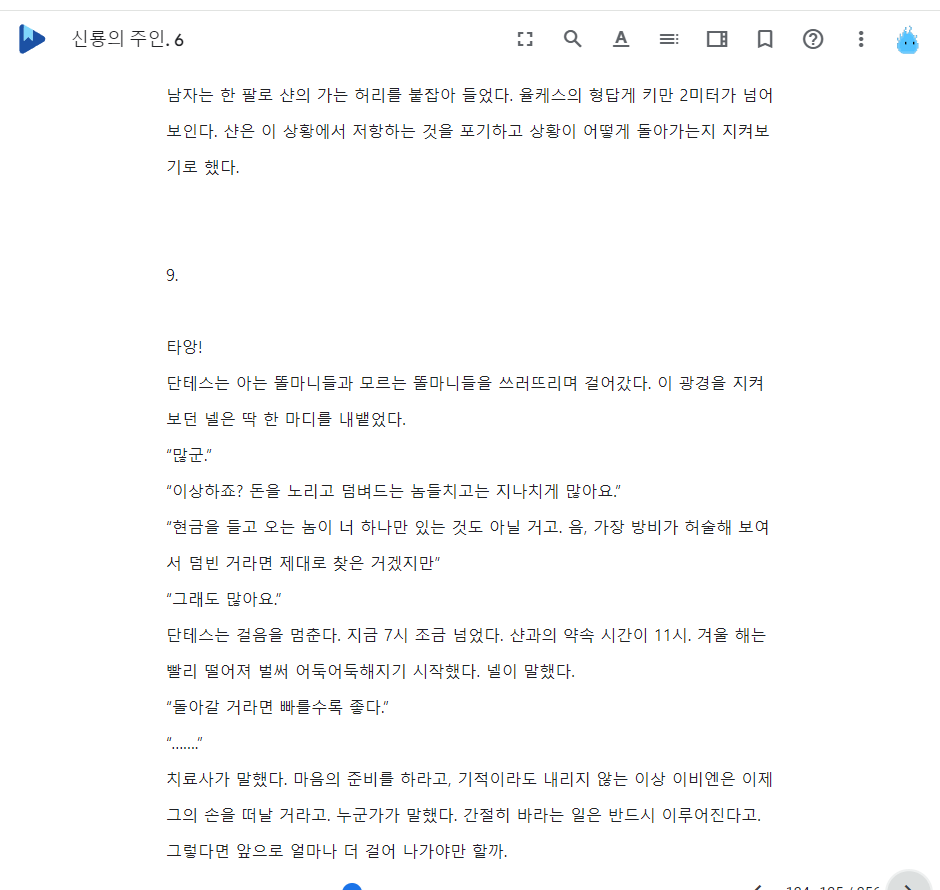 신룡의 주인. 6
남자는 한 팔로 샨의 가는 허리를 붙잡아 들었다. 율케스의 형답게 키만 2미터가 넘어
보인다. 샨은 이 상황에서 저항하는 것을 포기하고 상황이 어떻게 돌아가는지 지켜보
기로 했다.
9.
타앙!
단테스는 아는 똘마니들과 모르는 똘마니들을 쓰러뜨리며 걸어갔다. 이 광경을 지켜
보던 넬은 딱 한 마디를 내뱉었다.
“많군.”
“이상하죠? 돈을 노리고 덤벼드는 놈들치고는 지나치게 많아요.”
“현금을 들고 오는 놈이 너 하나만 있는 것도 아닐 거고. 음, 가장 방비가 허술해 보여
서 덤빈 거라면 제대로 찾은 거겠지만”
“그래도 많아요.”
단테스는 걸음을 멈춘다. 지금 7시 조금 넘었다. 샨과의 약속 시간이 11시. 겨울 해는
빨리 떨어져 벌써 어둑어둑해지기 시작했다. 넬이 말했다.
“돌아갈 거라면 빠를수록 좋다.”
“…….”
치료사가 말했다. 마음의 준비를 하라고, 기적이라도 내리지 않는 이상 이비엔은 이제
그의 손을 떠날 거라고. 누군가가 말했다. 간절히 바라는 일은 반드시 이루어진다고.
그렇다면 앞으로 얼마나 더 걸어 나가야만 할까.